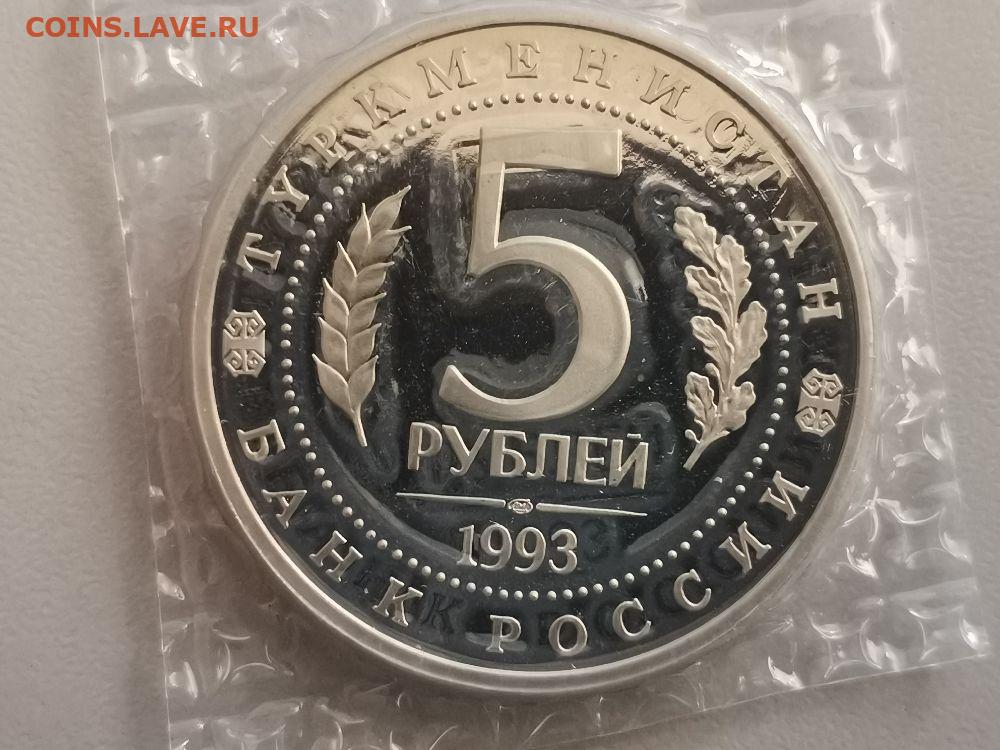 COINS.LAVE.RU
ТУРКМЕНИСТАН
5
РУБЛЕЙ
1993
БАНК РОССИИ